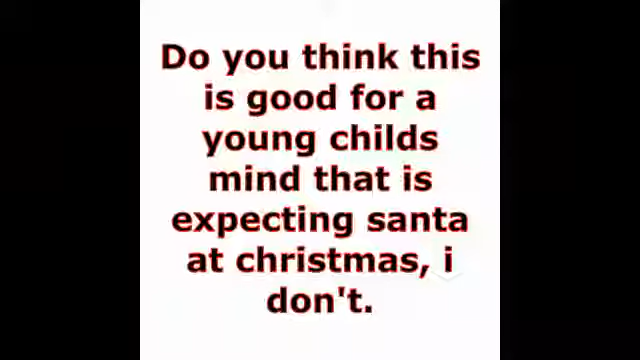 Do you think this
is good for a
young childs
mind that is
expecting santa
at christmas, i
don't.